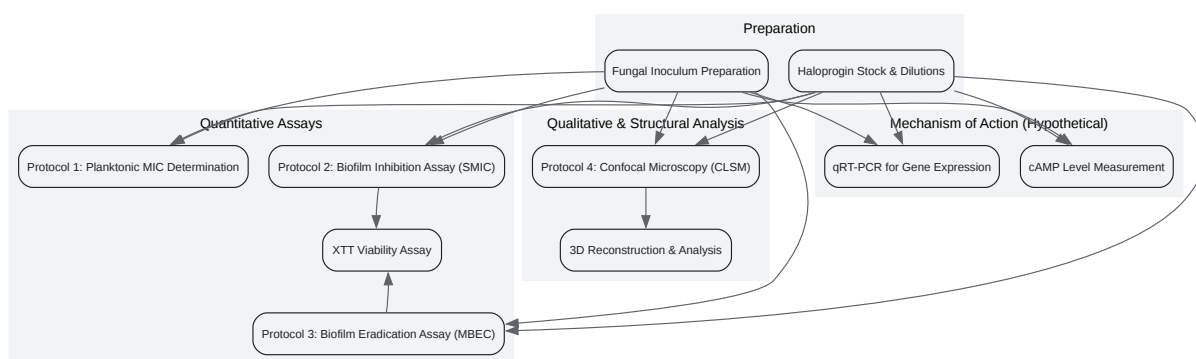 Preparation
Fungal Inoculum Preparation
Haloprogin Stock & Dilutions
Quantitative Assays
Qualitative & Structural Analysis
Mechanism of Action (Hypothetical)
Protocol 1: Planktonic MIC Determination
Protocol 2: Biofilm Inhibition Assay (SMIC)
Protocol 4: Confocal Microscopy (CLSM)
qRT-PCR for Gene Expression
cAMP Level Measurement
XTT Viability Assay
3D Reconstruction & Analysis
Protocol 3: Biofilm Eradication Assay (MBEC)